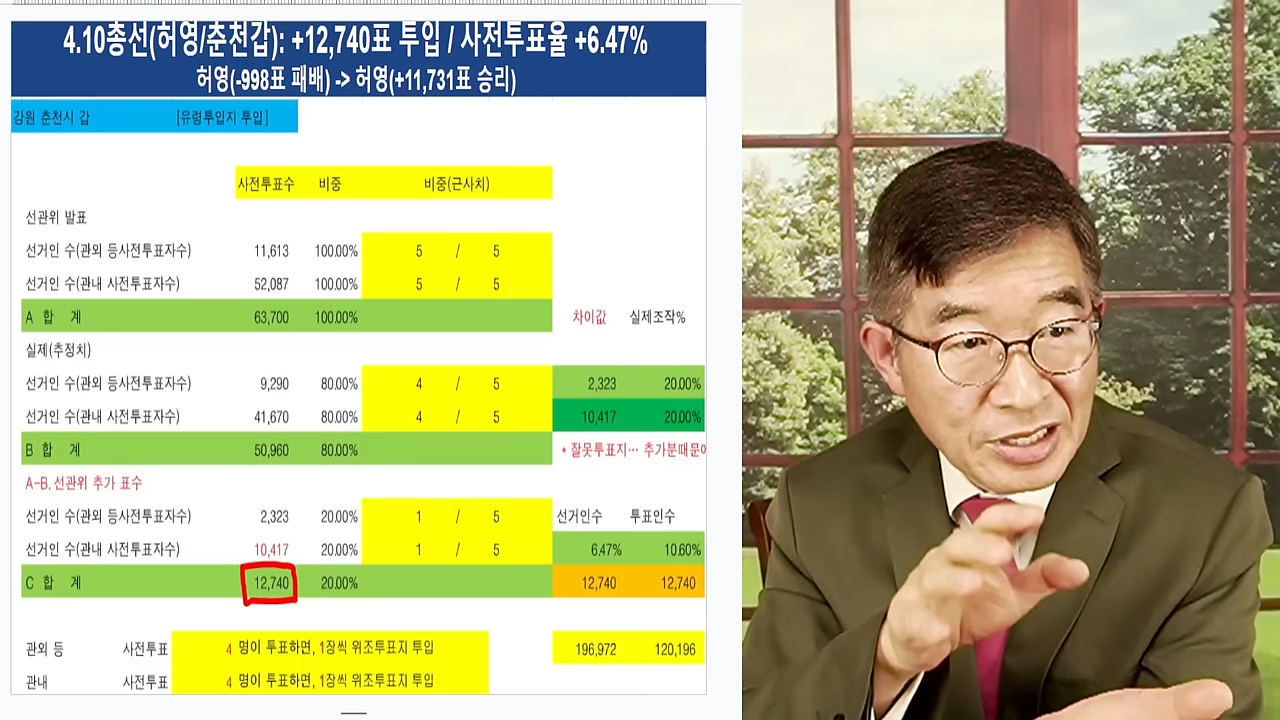 4.10총선(허영/춘천갑): +12,740표 투입 / 사전투표율 +6.47%
허영(-998표 패배) -> 허영(+11,731표 승리)
강원 춘천시 갑 [유령투입지 투입]
사전투표수 비중 비중(근사치)
선관위 발표
선거인 수(관외 등사전투표자수) 11,613 100.00% 5 / 5
선거인 수(관내 사전투표자수) 52,087 100.00% 5 / 5
A 합 계 63,700 100.00% 차이값 실제조작%
실제(추정치)
선거인 수(관외 등사전투표자수) 9,290 80.00% 4 / 5 2,323 20.00%
선거인 수(관내 사전투표자수) 41,670 80.00% 4 / 5 10,417 20.00%
B 합 계 50,960 80.00% * 잘못투표지... 추가분때문에
A-B. 선관위 추가 표수
선거인 수(관외 등사전투표자수) 2,323 20.00% 1 / 5 선거인수 투표인수
선거인 수(관내 사전투표자수) 10,417 20.00% 1 / 5 6.47% 10.60%
C 합 계 12,740 20.00% 12,740 12,740
관외 등 사전투표 4 명이 투표하면, 1장씩 위조투표지 투입 196,972 120,196
관내 사전투표 4 명이 투표하면, 1장씩 위조투표지 투입